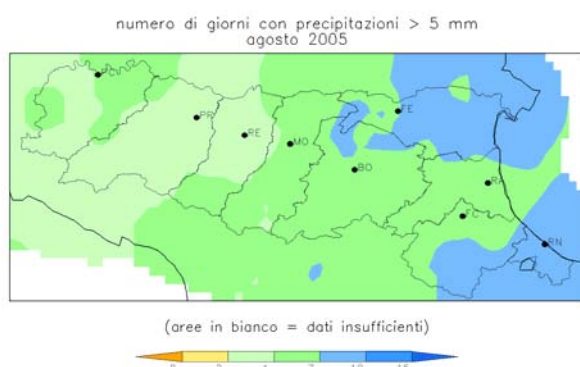 numero di giorni con precipitazioni > 5 mm
agosto 2005
PC
PR
RE
MO
FE
BO
RA
FC
RN
(aree in bianco = dati insufficienti)